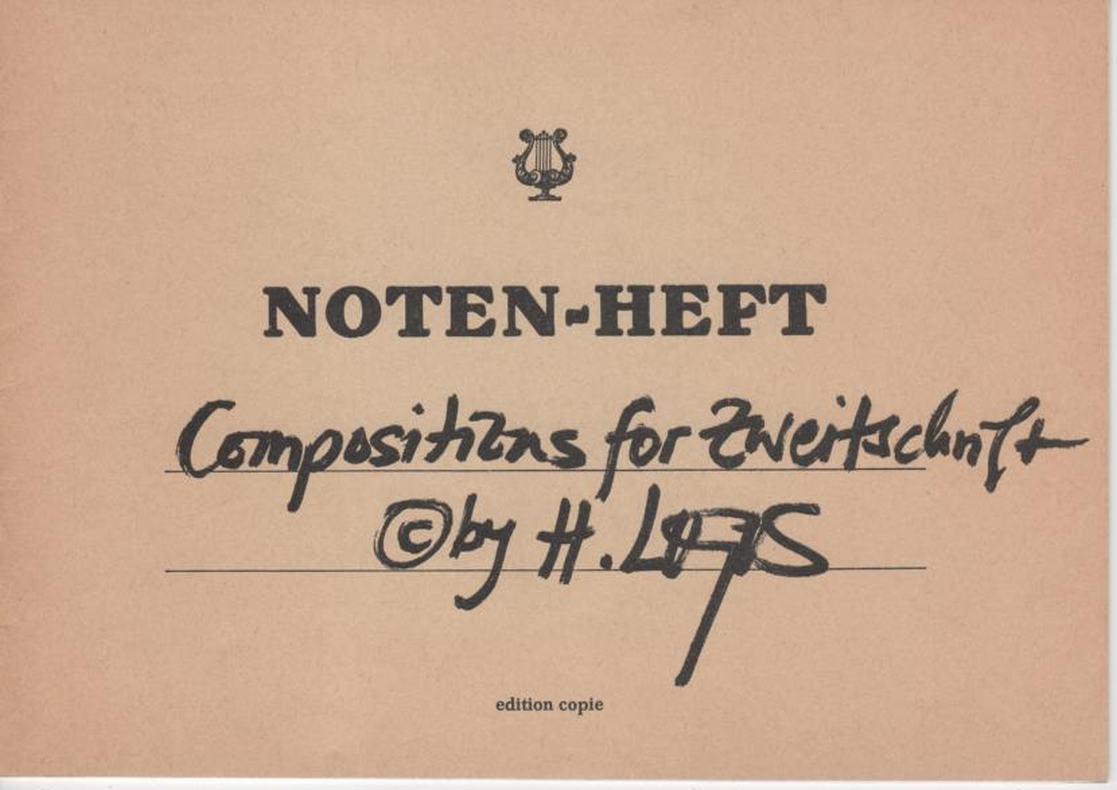 NOTEN-HEFT
Compositions for Zweitschrift
© by H.
edition copie